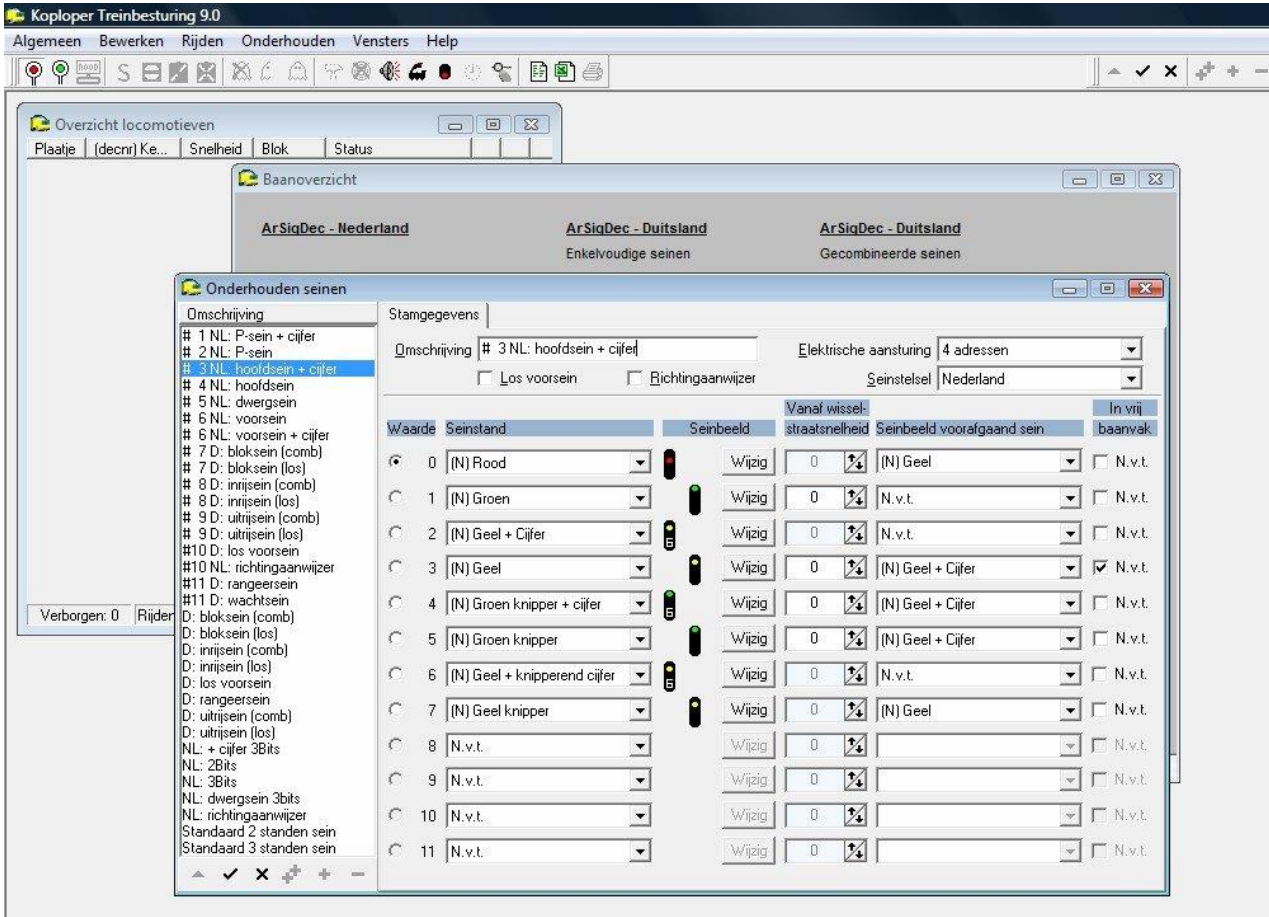 Koploper Treinbesturing 9.0
Algemeen Bewerken Rijden Onderhouden Vensters Help
Overzicht locomotieven
Plaatje (decnr) Ke... Snelheid Blok Status
Baanoverzicht
ArSigDec - Nederland ArSigDec - Duitsland ArSigDec - Duitsland
Enkelvoudige seinen Gecombineerde seinen
Verborgen: 0 Rijden
Onderhouden seinen
Omschrijving
# 1 NL: P-sein + cijfer
# 2 NL: P-sein
# 3 NL: hoofdsein + cijfer
# 4 NL: hoofdsein
# 5 NL: dwergsein
# 6 NL: voorsein
# 6 NL: voorsein + cijfer
# 7 D: bloksein (comb)
# 7 D: bloksein (los)
# 8 D: inrijsein (comb)
# 8 D: inrijsein (los)
# 9 D: uitrijsein (comb)
# 9 D: uitrijsein (los)
#10 D: los voorsein
#10 NL: richtingaanwijzer
#11 D: rangeersein
#11 D: wachtsein
D: bloksein (comb)
D: bloksein (los)
D: inrijsein (comb)
D: inrijsein (los)
D: los voorsein
D: rangeersein
D: uitrijsein (comb)
D: uitrijsein (los)
NL: + cijfer 3Bits
NL: 2Bits
NL: 3Bits
NL: dwergsein 3bits
NL: richtingaanwijzer
Standaard 2 standen sein
Standaard 3 standen sein
Stamgegevens
Omschrijving # 3 NL: hoofdsein + cijfer Elektrische aansturing 4 adressen
Los voorsein Richtingaanwijzer Seinstelsel Nederland
Vanaf wissel- In vrij
Waarde Seinstand Seinbeeld straatsnelheid Seinbeeld voorafgaand sein baanvak
0 (N) Rood Wijzig 0 (N) Geel N.v.t.
1 (N) Groen Wijzig 0 N.v.t. N.v.t.
2 (N) Geel + Cijfer 6 Wijzig 0 N.v.t. N.v.t.
3 (N) Geel Wijzig 0 (N) Geel + Cijfer N.v.t.
4 (N) Groen knipper + cijfer 6 Wijzig 0 (N) Geel + Cijfer N.v.t.
5 (N) Groen knipper Wijzig 0 (N) Geel + Cijfer N.v.t.
6 (N) Geel + knipperend cijfer 6 Wijzig 0 N.v.t. N.v.t.
7 (N) Geel knipper Wijzig 0 (N) Geel N.v.t.
8 N.v.t. Wijzig 0 N.v.t.
9 N.v.t. Wijzig 0 N.v.t.
10 N.v.t. Wijzig 0 N.v.t.
11 N.v.t. Wijzig 0 N.v.t.